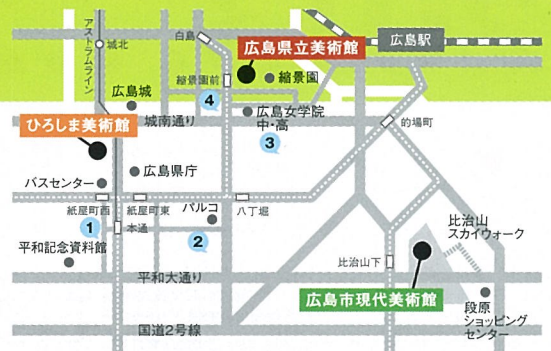 アストラムライン
城北
白島
広島県立美術館
広島駅
縮景園前
縮景園
広島城
4
広島女学院
中・高
ひろしま美術館
城南通り
的場町
3
広島県庁
バスセンター
紙屋町西
紙屋町東
パルコ
八丁堀
1
本通
2
平和記念資料館
比治山
スカイウォーク
比治山下
平和大通り
広島市現代美術館
段原
ショッピング
センター
国道2号線